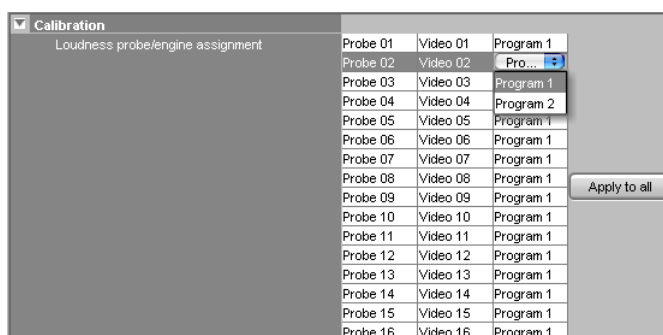 Calibration
Loudness probe/engine assignment
Probe 01 Video 01 Program 1
Probe 02 Video 02 Pro...
Probe 03 Video 03 Program 1
Probe 04 Video 04 Program 2
Probe 05 Video 05 Program 1
Probe 06 Video 06 Program 1
Probe 07 Video 07 Program 1
Probe 08 Video 08 Program 1
Apply to all
Probe 09 Video 09 Program 1
Probe 10 Video 10 Program 1
Probe 11 Video 11 Program 1
Probe 12 Video 12 Program 1
Probe 13 Video 13 Program 1
Probe 14 Video 14 Program 1
Probe 15 Video 15 Program 1
Probe 16 Video 16 Program 1